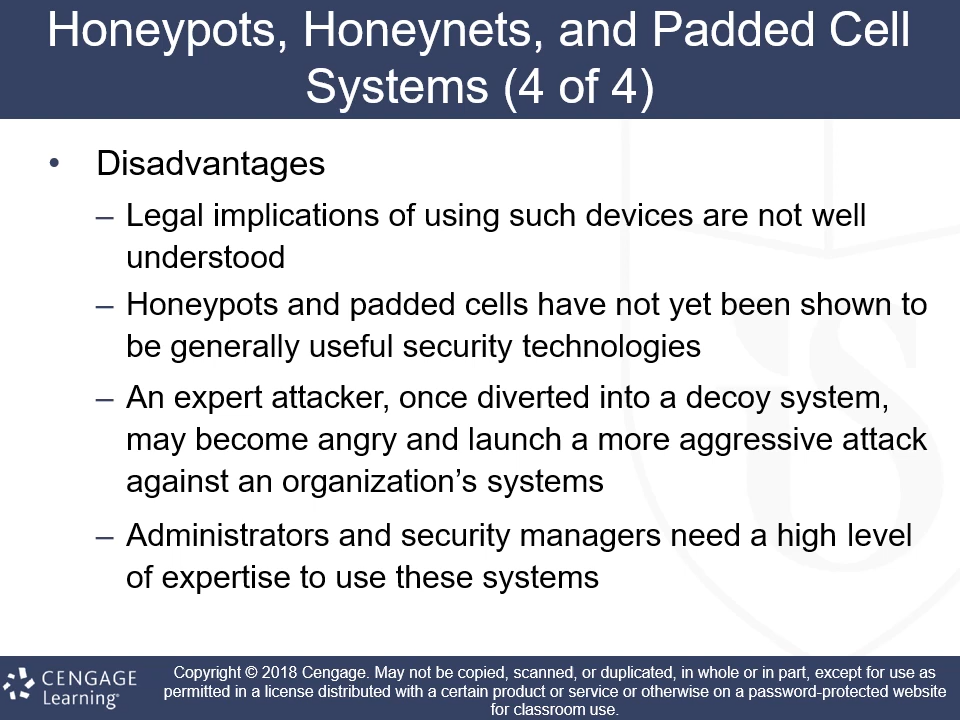 Honeypots, Honeynets, and Padded Cell
Systems (4 of 4)
• Disadvantages
– Legal implications of using such devices are not well
understood
– Honeypots and padded cells have not yet been shown to
be generally useful security technologies
– An expert attacker, once diverted into a decoy system,
may become angry and launch a more aggressive attack
against an organization’s systems
– Administrators and security managers need a high level
of expertise to use these systems
CENGAGE
Learning®
Copyright © 2018 Cengage. May not be copied, scanned, or duplicated, in whole or in part, except for use as
permitted in a license distributed with a certain product or service or otherwise on a password-protected website
for classroom use.